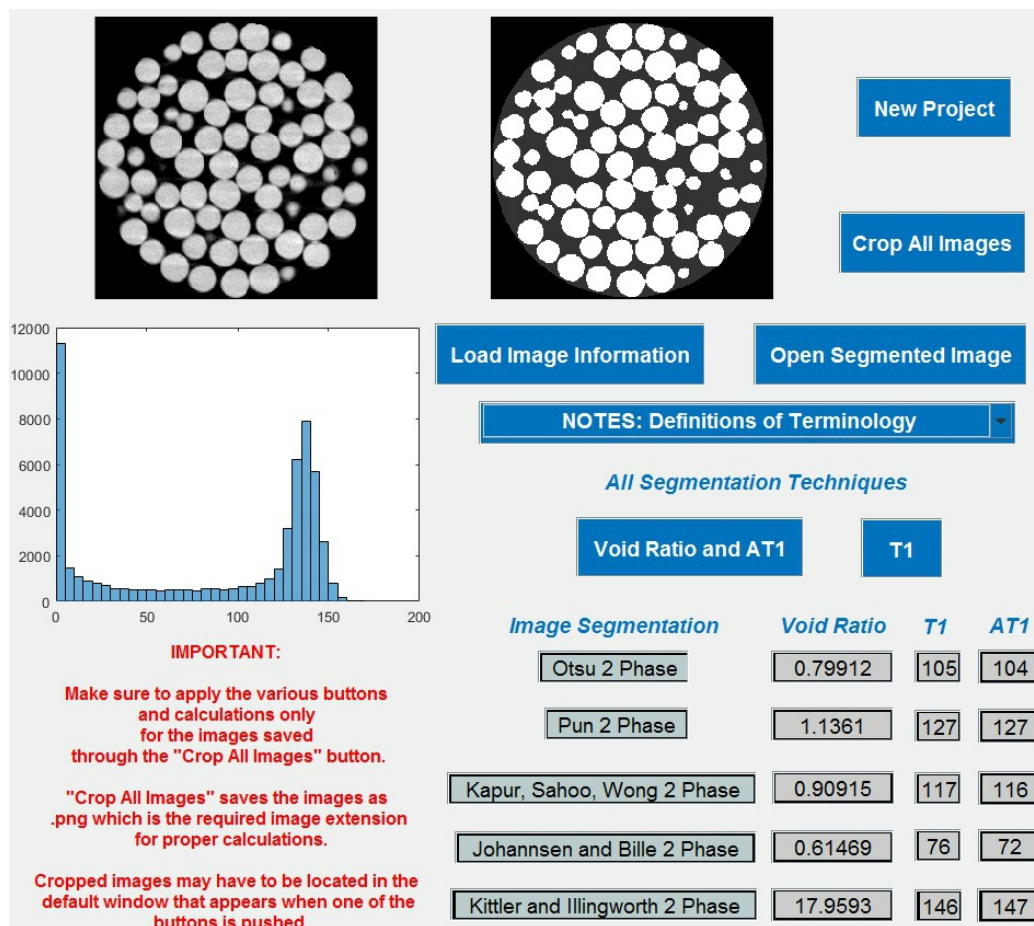 New Project
Crop All Images
12000
10000
8000
6000
4000
2000
0
0 50 100 150 200
Load Image Information
Open Segmented Image
NOTES: Definitions of Terminology
All Segmentation Techniques
Void Ratio and AT1
T1
Image Segmentation Void Ratio T1 AT1
Otsu 2 Phase 0.79912 105 104
Pun 2 Phase 1.1361 127 127
Kapur, Sahoo, Wong 2 Phase 0.90915 117 116
Johannsen and Bille 2 Phase 0.61469 76 72
Kittler and Illingworth 2 Phase 17.9593 146 147
IMPORTANT:
Make sure to apply the various buttons
and calculations only
for the images saved
through the "Crop All Images" button.
"Crop All Images" saves the images as
.png which is the required image extension
for proper calculations.
Cropped images may have to be located in the
default window that appears when one of the
buttons is pushed